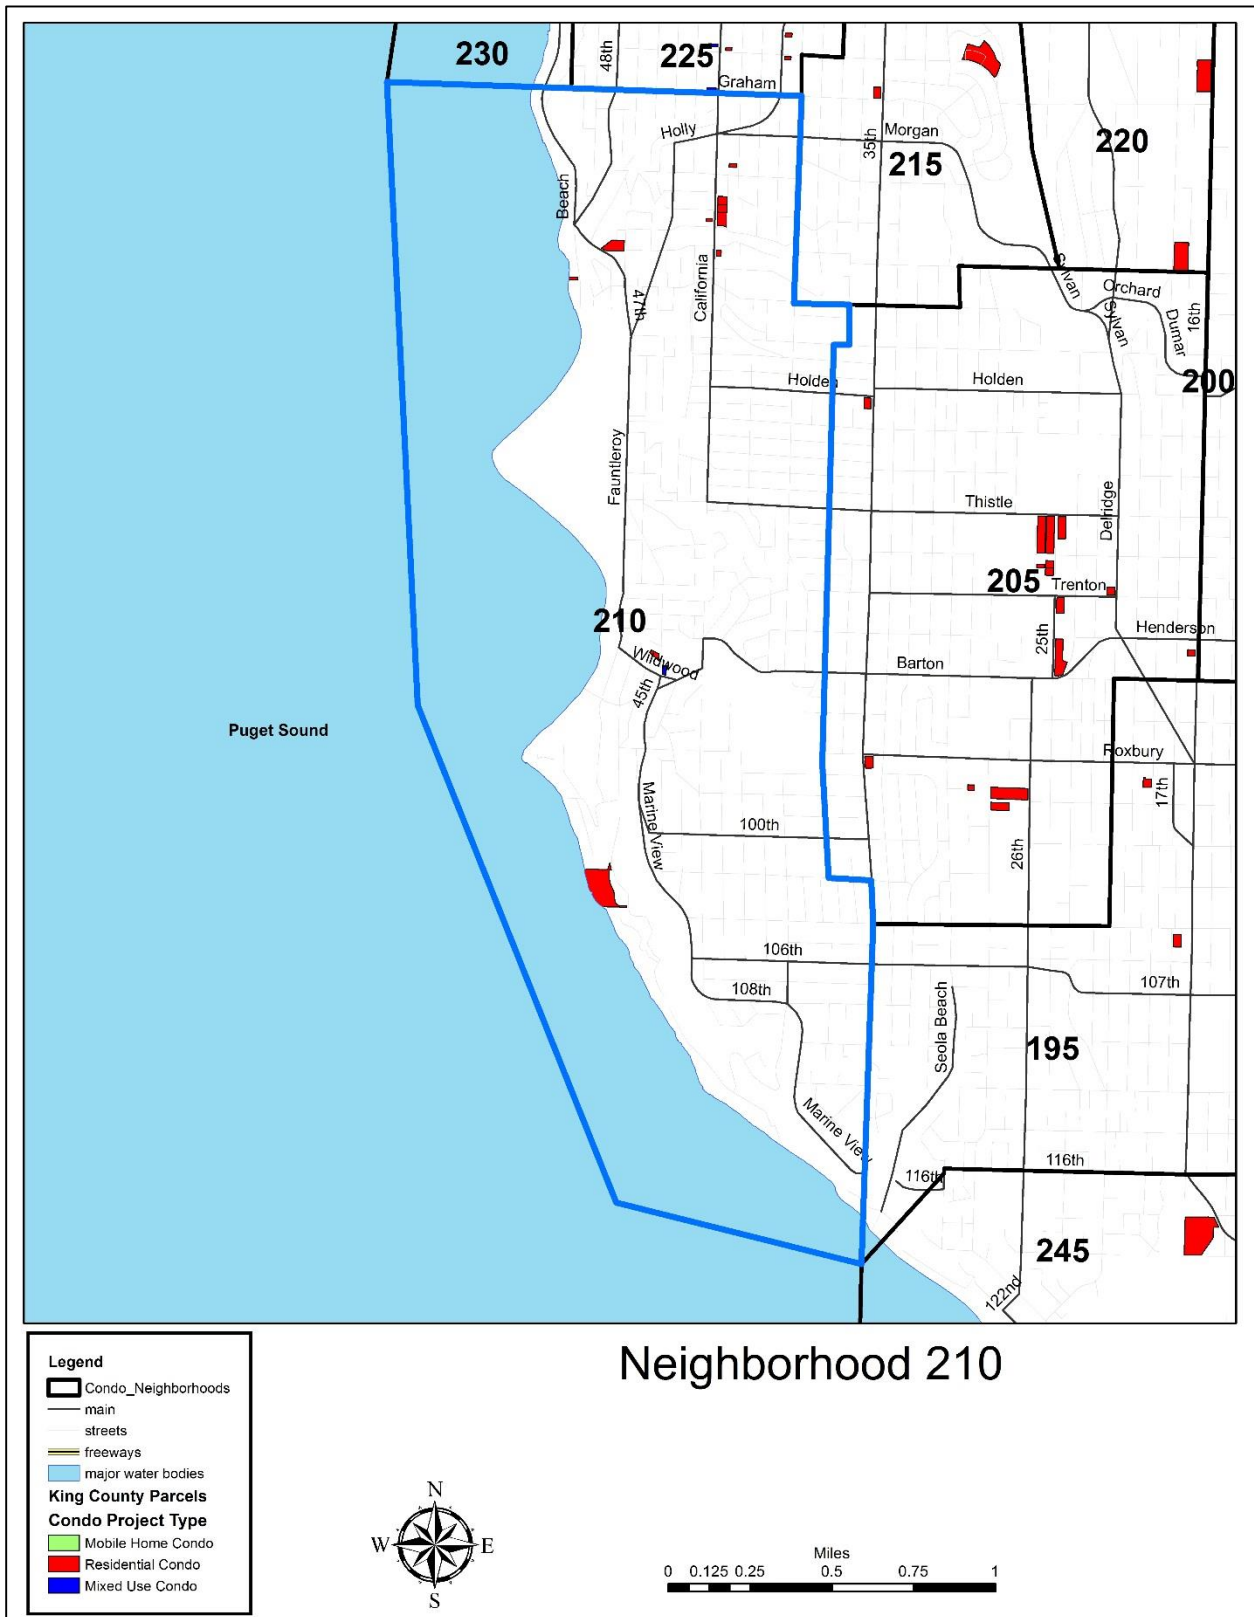 230
48th
225
Graham
Holly
35th
Morgan
215
220
Beach
47th
California
Sylvan
Orchard
Sylvan
Dumar
16th
200
Holden
Holden
Fauntleroy
Thistle
Delridge
205
Trenton
210
Wildwood
45th
Barton
25th
Henderson
Puget Sound
Roxbury
17th
Marine View
100th
26th
106th
108th
107th
Seola Beach
195
Marine View
116th
116th
245
122nd
Neighborhood 210
Legend
Condo_Neighborhoods
main
streets
freeways
major water bodies
King County Parcels
Condo Project Type
Mobile Home Condo
Residential Condo
Mixed Use Condo
N
W E
S
Miles
0 0.125 0.25 0.5 0.75 1